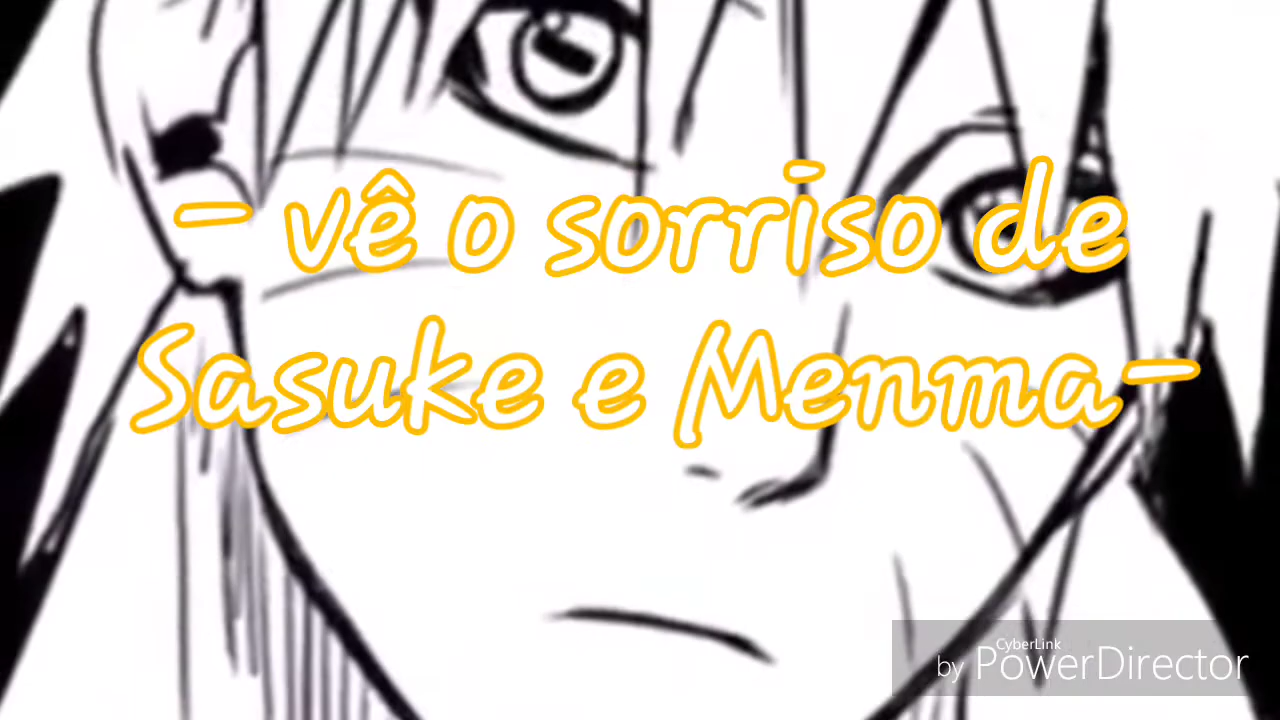 - vê o sorriso de
Sasuke e Menma-
CyberLink
by PowerDirector